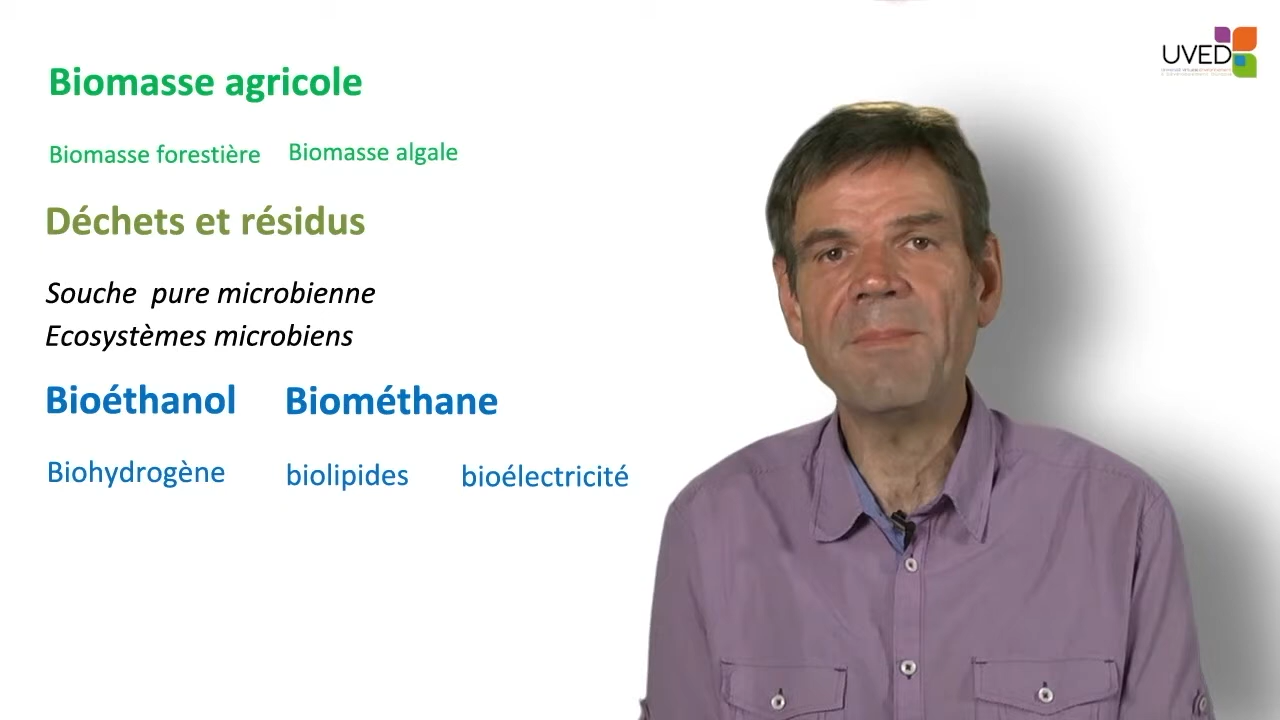 Biomasse agricole
Biomasse forestière Biomasse algale
Déchets et résidus
Souche pure microbienne
Ecosystèmes microbiens
Bioéthanol Biométhane
Biohydrogène biolipides bioélectricité
UVED